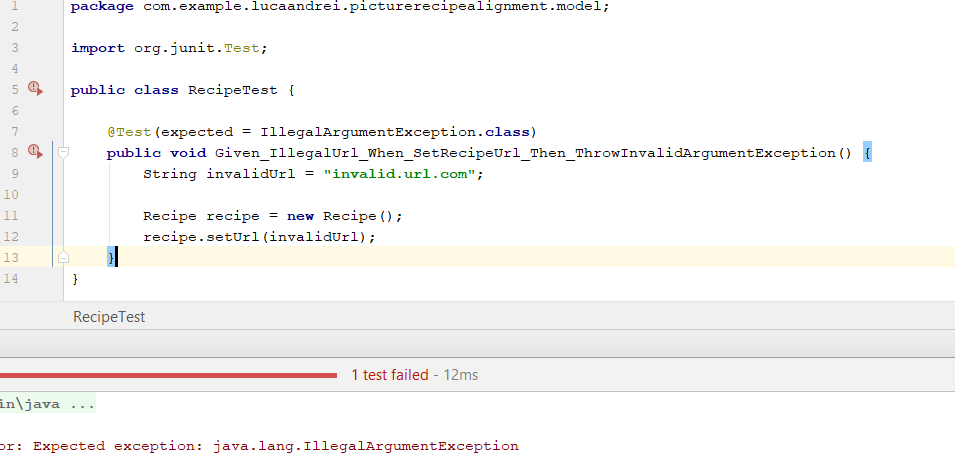 1 package com.example.lucaandrei.picturerecipealignment.model;
2
3 import org.junit.Test;
4
5 public class RecipeTest {
6
7 @Test(expected = IllegalArgumentException.class)
8 public void Given_IllegalUrl_When_SetRecipeUrl_Then_ThrowInvalidArgumentException() {
9 String invalidUrl = "invalid.url.com";
10
11 Recipe recipe = new Recipe();
12 recipe.setUrl(invalidUrl);
13 }
14 }
RecipeTest
1 test failed - 12ms
in\java ...
or: Expected exception: java.lang.IllegalArgumentException